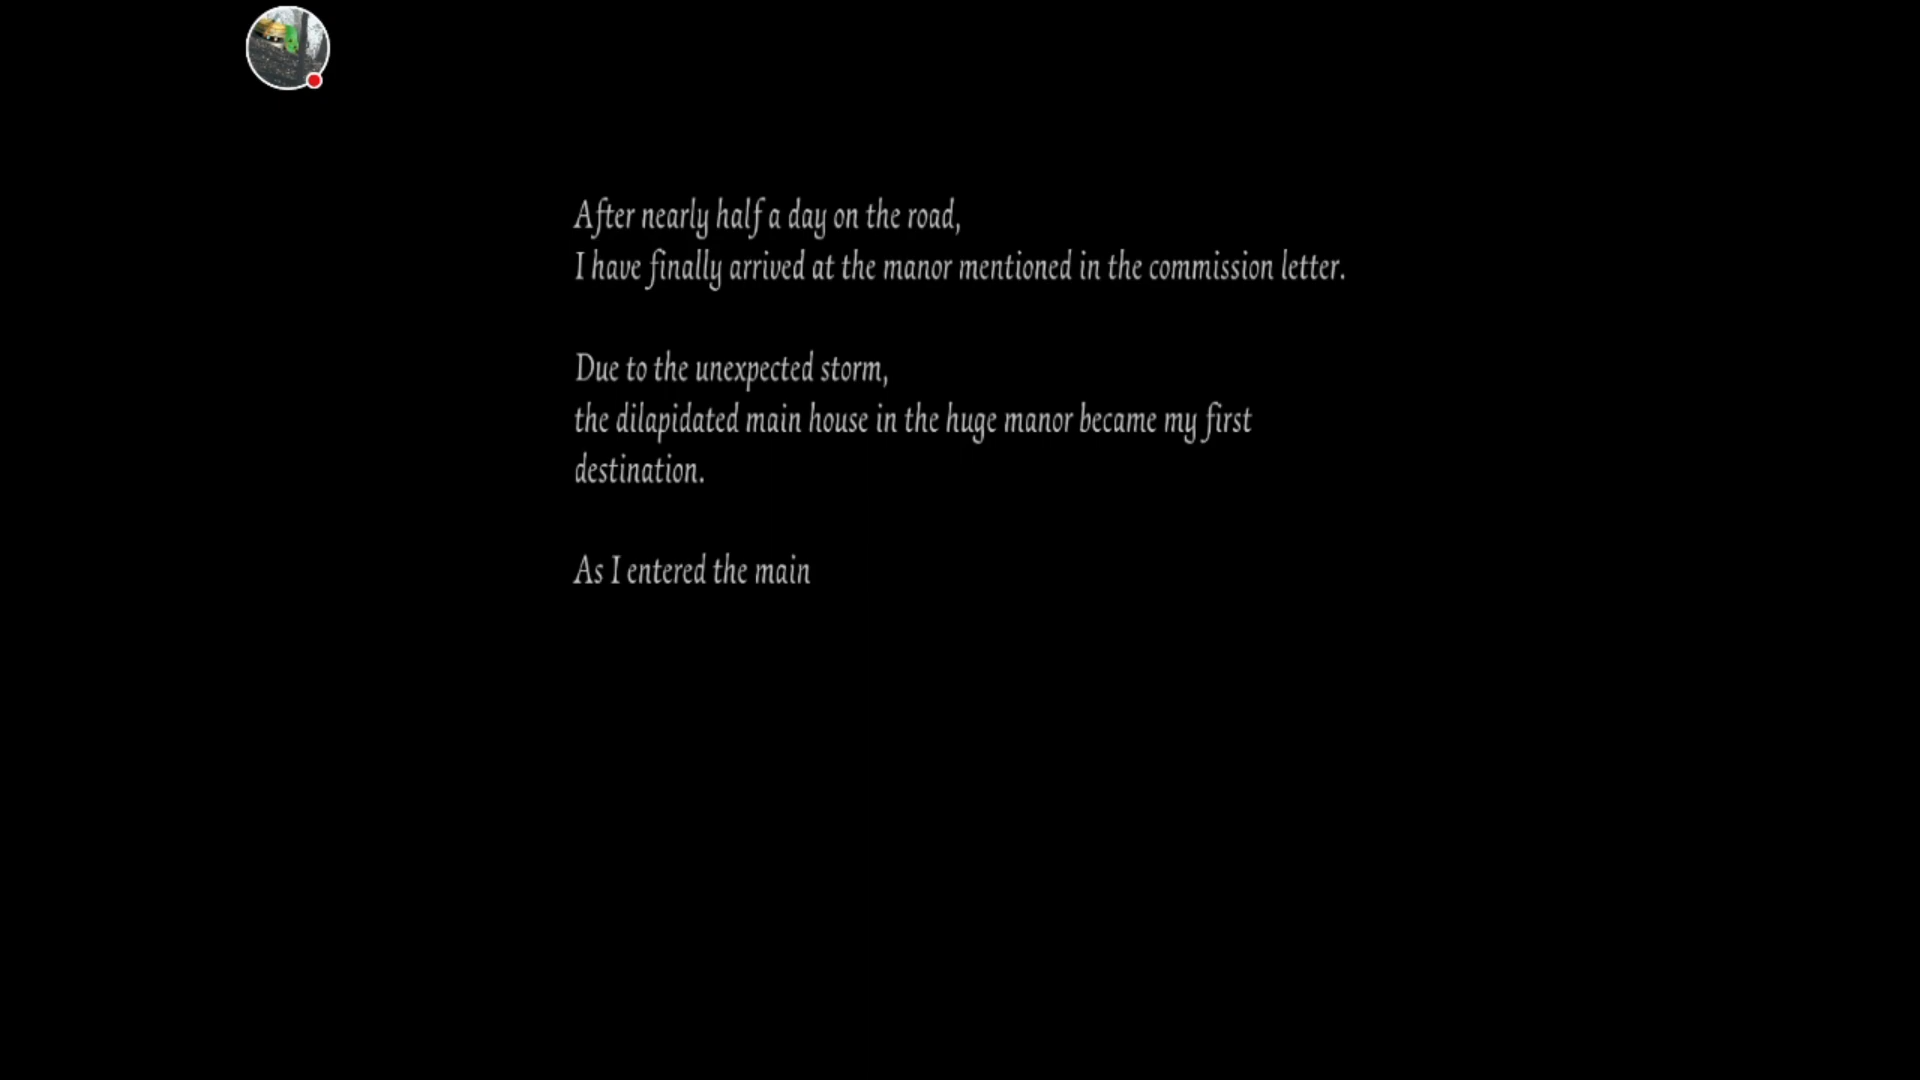 After nearly half a day on the road,
I have finally arrived at the manor mentioned in the commission letter.
Due to the unexpected storm,
the dilapidated main house in the huge manor became my first
destination.
As I entered the main